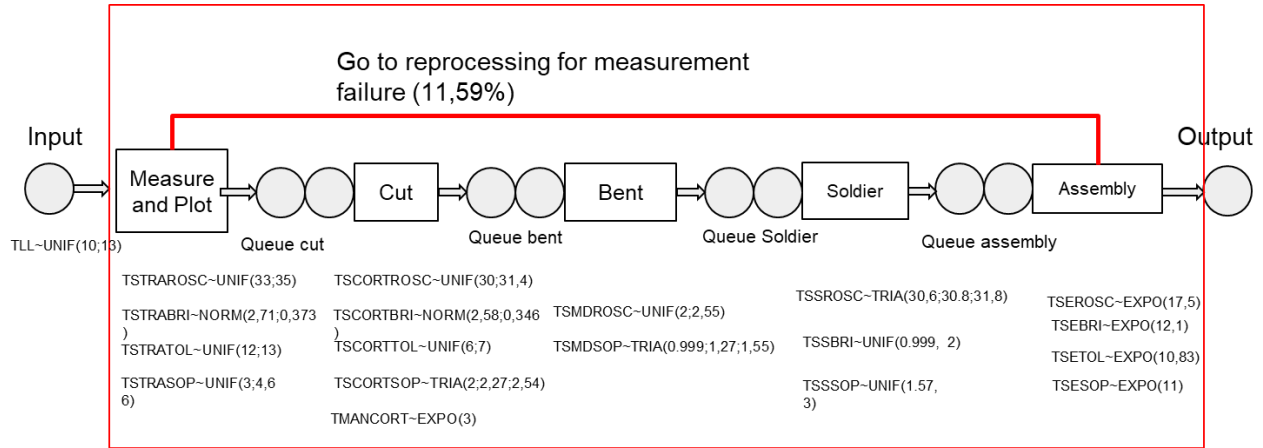 Go to reprocessing for measurement
failure (11,59%)
Input
Output
Measure
and Plot
Cut
Bent
Soldier
Assembly
Queue cut
Queue bent
Queue Soldier
Queue assembly
TLL~UNIF(10;13)
TSTRAROSC~UNIF(33;35)
TSTRABRI~NORM(2,71;0,373
)
TSTRATOL~UNIF(12;13)
TSTRASOP~UNIF(3;4,6
6)
TSCORTROSC~UNIF(30;31,4)
TSCORTBRI~NORM(2,58;0,346
)
TSCORTTOL~UNIF(6;7)
TSCORTSOP~TRIA(2;2,27;2,54)
TMANCORT~EXPO(3)
TSMDROSC~UNIF(2;2,55)
TSMDSOP~TRIA(0.999;1,27;1,55)
TSSROSC~TRIA(30,6;30.8;31,8)
TSSBRI~UNIF(0.999, 2)
TSSSOP~UNIF(1.57,
3)
TSEROSC~EXPO(17,5)
TSEBRI~EXPO(12,1)
TSETOL~EXPO(10,83)
TSESOP~EXPO(11)